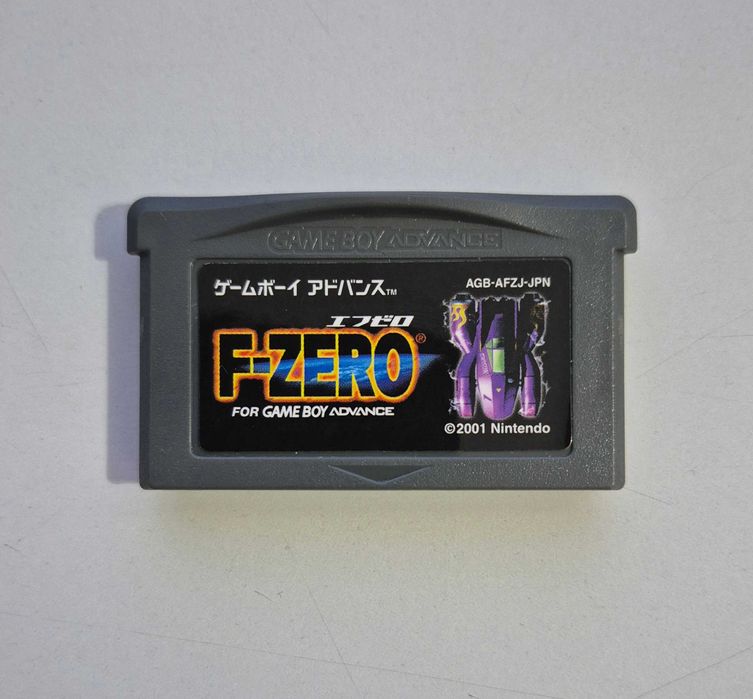 GAME BOY ADVANCE
ゲームボーイ アドバンス™
AGB-AFZJ-JPN
エフゼロ
F-ZERO®
FOR GAME BOY ADVANCE
©2001 Nintendo